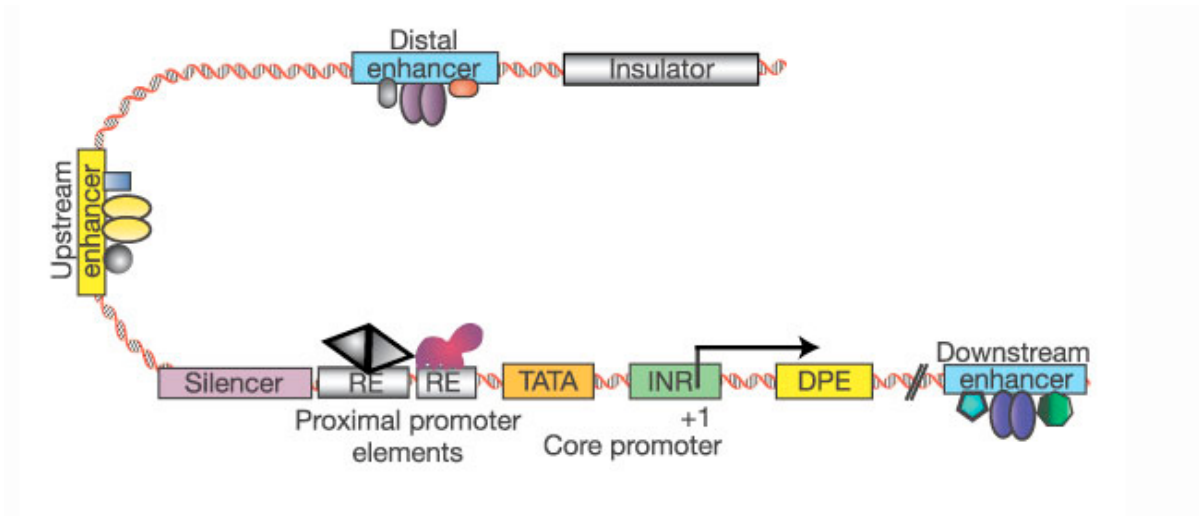 Distal
enhancer
Insulator
Upstream
enhancer
Silencer
RE
RE
TATA
INR
DPE
Downstream
enhancer
Proximal promoter
elements
+1
Core promoter